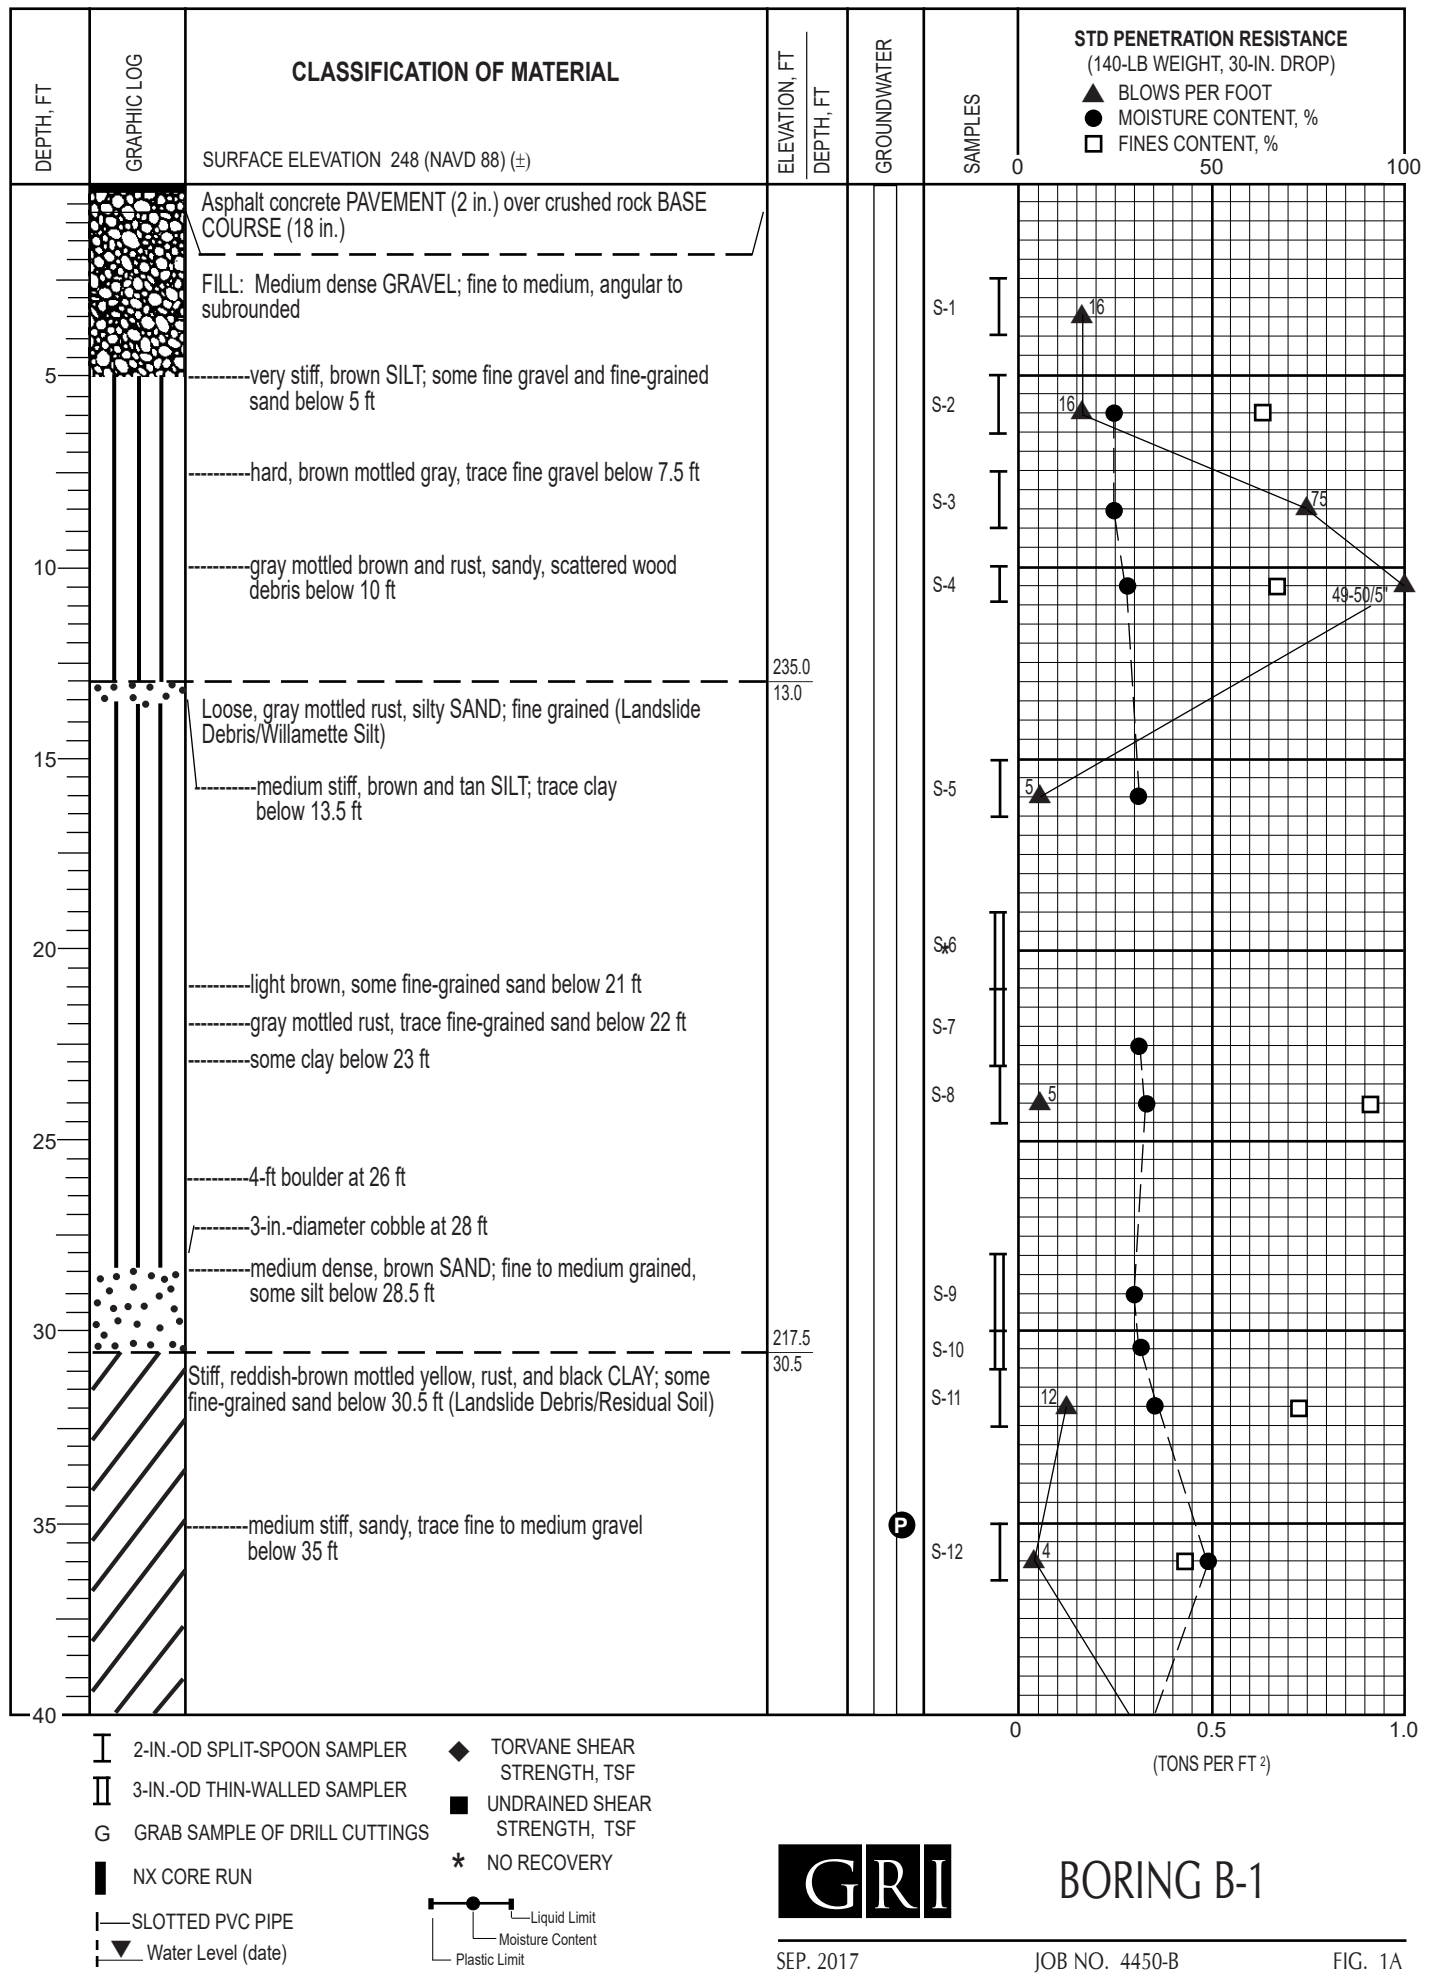 DEPTH, FT
GRAPHIC LOG
CLASSIFICATION OF MATERIAL
SURFACE ELEVATION 248 (NAVD 88) (±)
ELEVATION, FT
DEPTH, FT
GROUNDWATER
SAMPLES
STD PENETRATION RESISTANCE
(140-LB WEIGHT, 30-IN. DROP)
BLOWS PER FOOT
MOISTURE CONTENT, %
FINES CONTENT, %
0 50 100
Asphalt concrete PAVEMENT (2 in.) over crushed rock BASE
COURSE (18 in.)
FILL: Medium dense GRAVEL; fine to medium, angular to
subrounded
S-1
16
5
very stiff, brown SILT; some fine gravel and fine-grained
sand below 5 ft
S-2
16
hard, brown mottled gray, trace fine gravel below 7.5 ft
S-3
75
10
gray mottled brown and rust, sandy, scattered wood
debris below 10 ft
S-4
49-50/5"
235.0
13.0
Loose, gray mottled rust, silty SAND; fine grained (Landslide
Debris/Willamette Silt)
15
medium stiff, brown and tan SILT; trace clay
below 13.5 ft
S-5
5
20
S-6
*
light brown, some fine-grained sand below 21 ft
gray mottled rust, trace fine-grained sand below 22 ft
S-7
some clay below 23 ft
S-8
5
25
4-ft boulder at 26 ft
3-in.-diameter cobble at 28 ft
medium dense, brown SAND; fine to medium grained,
some silt below 28.5 ft
S-9
30
217.5
30.5
S-10
Stiff, reddish-brown mottled yellow, rust, and black CLAY; some
fine-grained sand below 30.5 ft (Landslide Debris/Residual Soil)
S-11
12
35
medium stiff, sandy, trace fine to medium gravel
below 35 ft
P
S-12
4
40
0 0.5 1.0
(TONS PER FT 2)
2-IN.-OD SPLIT-SPOON SAMPLER
3-IN.-OD THIN-WALLED SAMPLER
G GRAB SAMPLE OF DRILL CUTTINGS
NX CORE RUN
SLOTTED PVC PIPE
Water Level (date)
TORVANE SHEAR
STRENGTH, TSF
UNDRAINED SHEAR
STRENGTH, TSF
* NO RECOVERY
Liquid Limit
Moisture Content
Plastic Limit
GRI
BORING B-1
SEP. 2017 JOB NO. 4450-B FIG. 1A